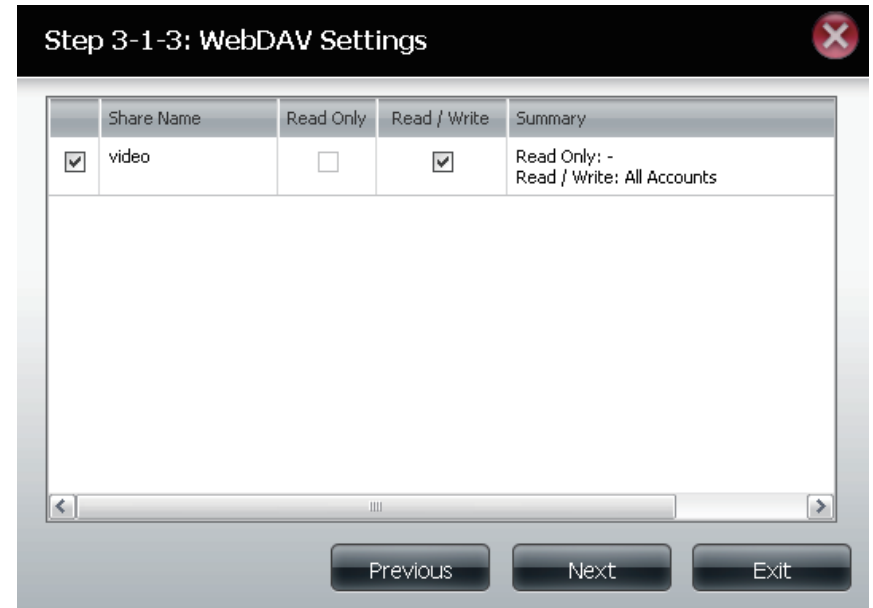 Step 3-1-3: WebDAV Settings
Share Name Read Only Read / Write Summary
video Read Only: -
Read / Write: All Accounts
Previous Next Exit